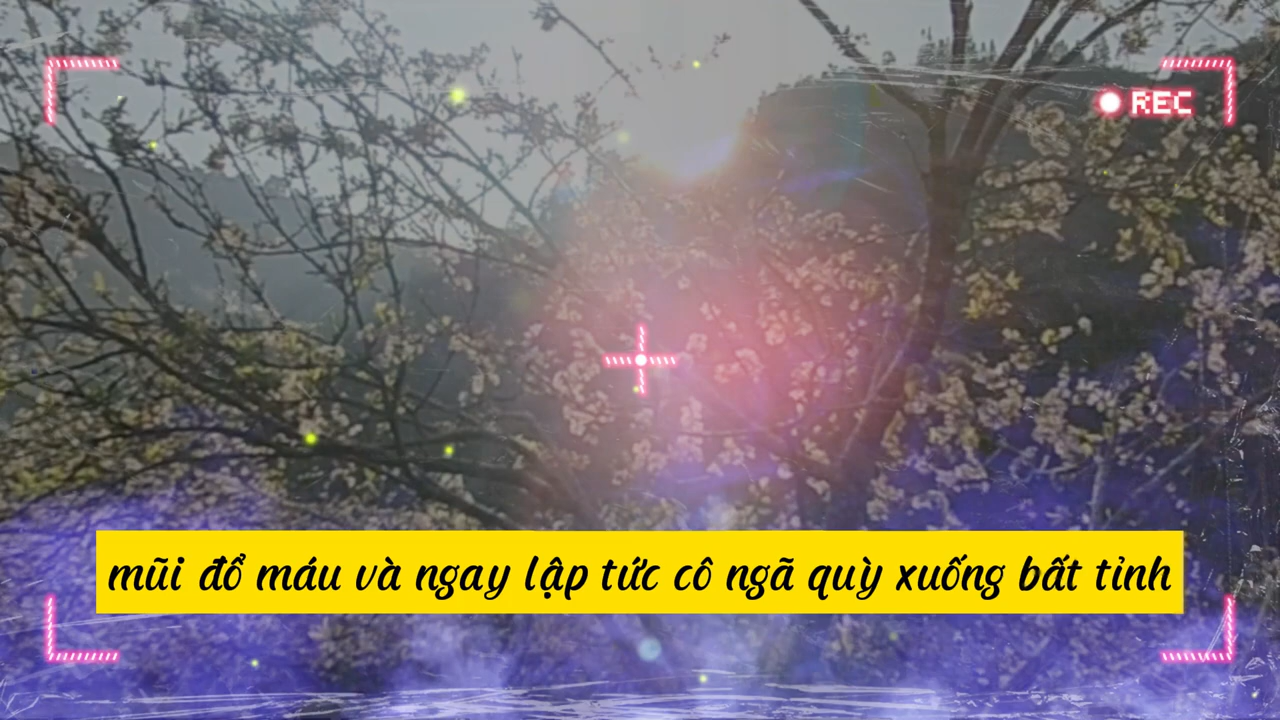 REC
mũi đổ máu và ngay lập tức cô ngã quỳ xuống bất tỉnh